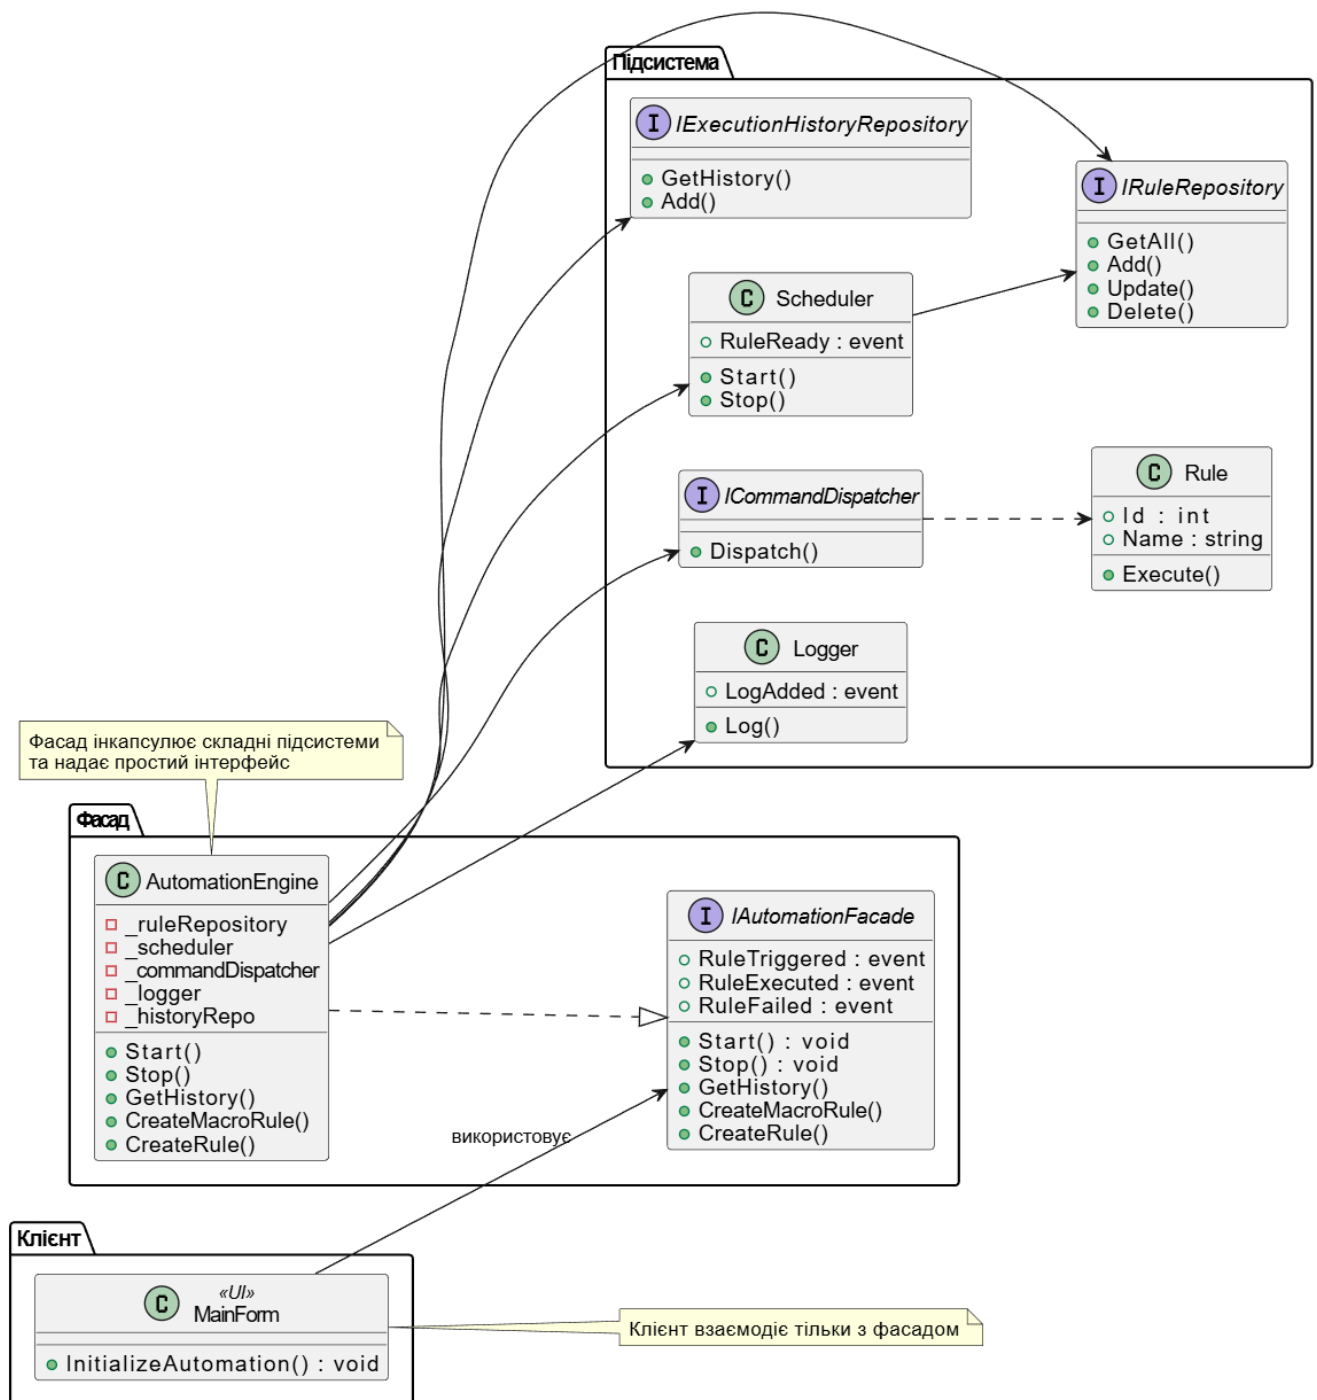 Підсистема
I IExecutionHistoryRepository
GetHistory()
Add()
I IRuleRepository
GetAll()
Add()
Update()
Delete()
C Scheduler
RuleReady : event
Start()
Stop()
I ICommandDispatcher
Dispatch()
C Rule
Id : int
Name : string
Execute()
C Logger
LogAdded : event
Log()
Фасад інкапсулює складні підсистеми
та надає простий інтерфейс
Фасад
C AutomationEngine
_ruleRepository
_scheduler
_commandDispatcher
_logger
_historyRepo
Start()
Stop()
GetHistory()
CreateMacroRule()
CreateRule()
I IAutomationFacade
RuleTriggered : event
RuleExecuted : event
RuleFailed : event
Start() : void
Stop() : void
GetHistory()
CreateMacroRule()
CreateRule()
використовує
Клієнт
C «UI»
MainForm
InitializeAutomation() : void
Клієнт взаємодіє тільки з фасадом